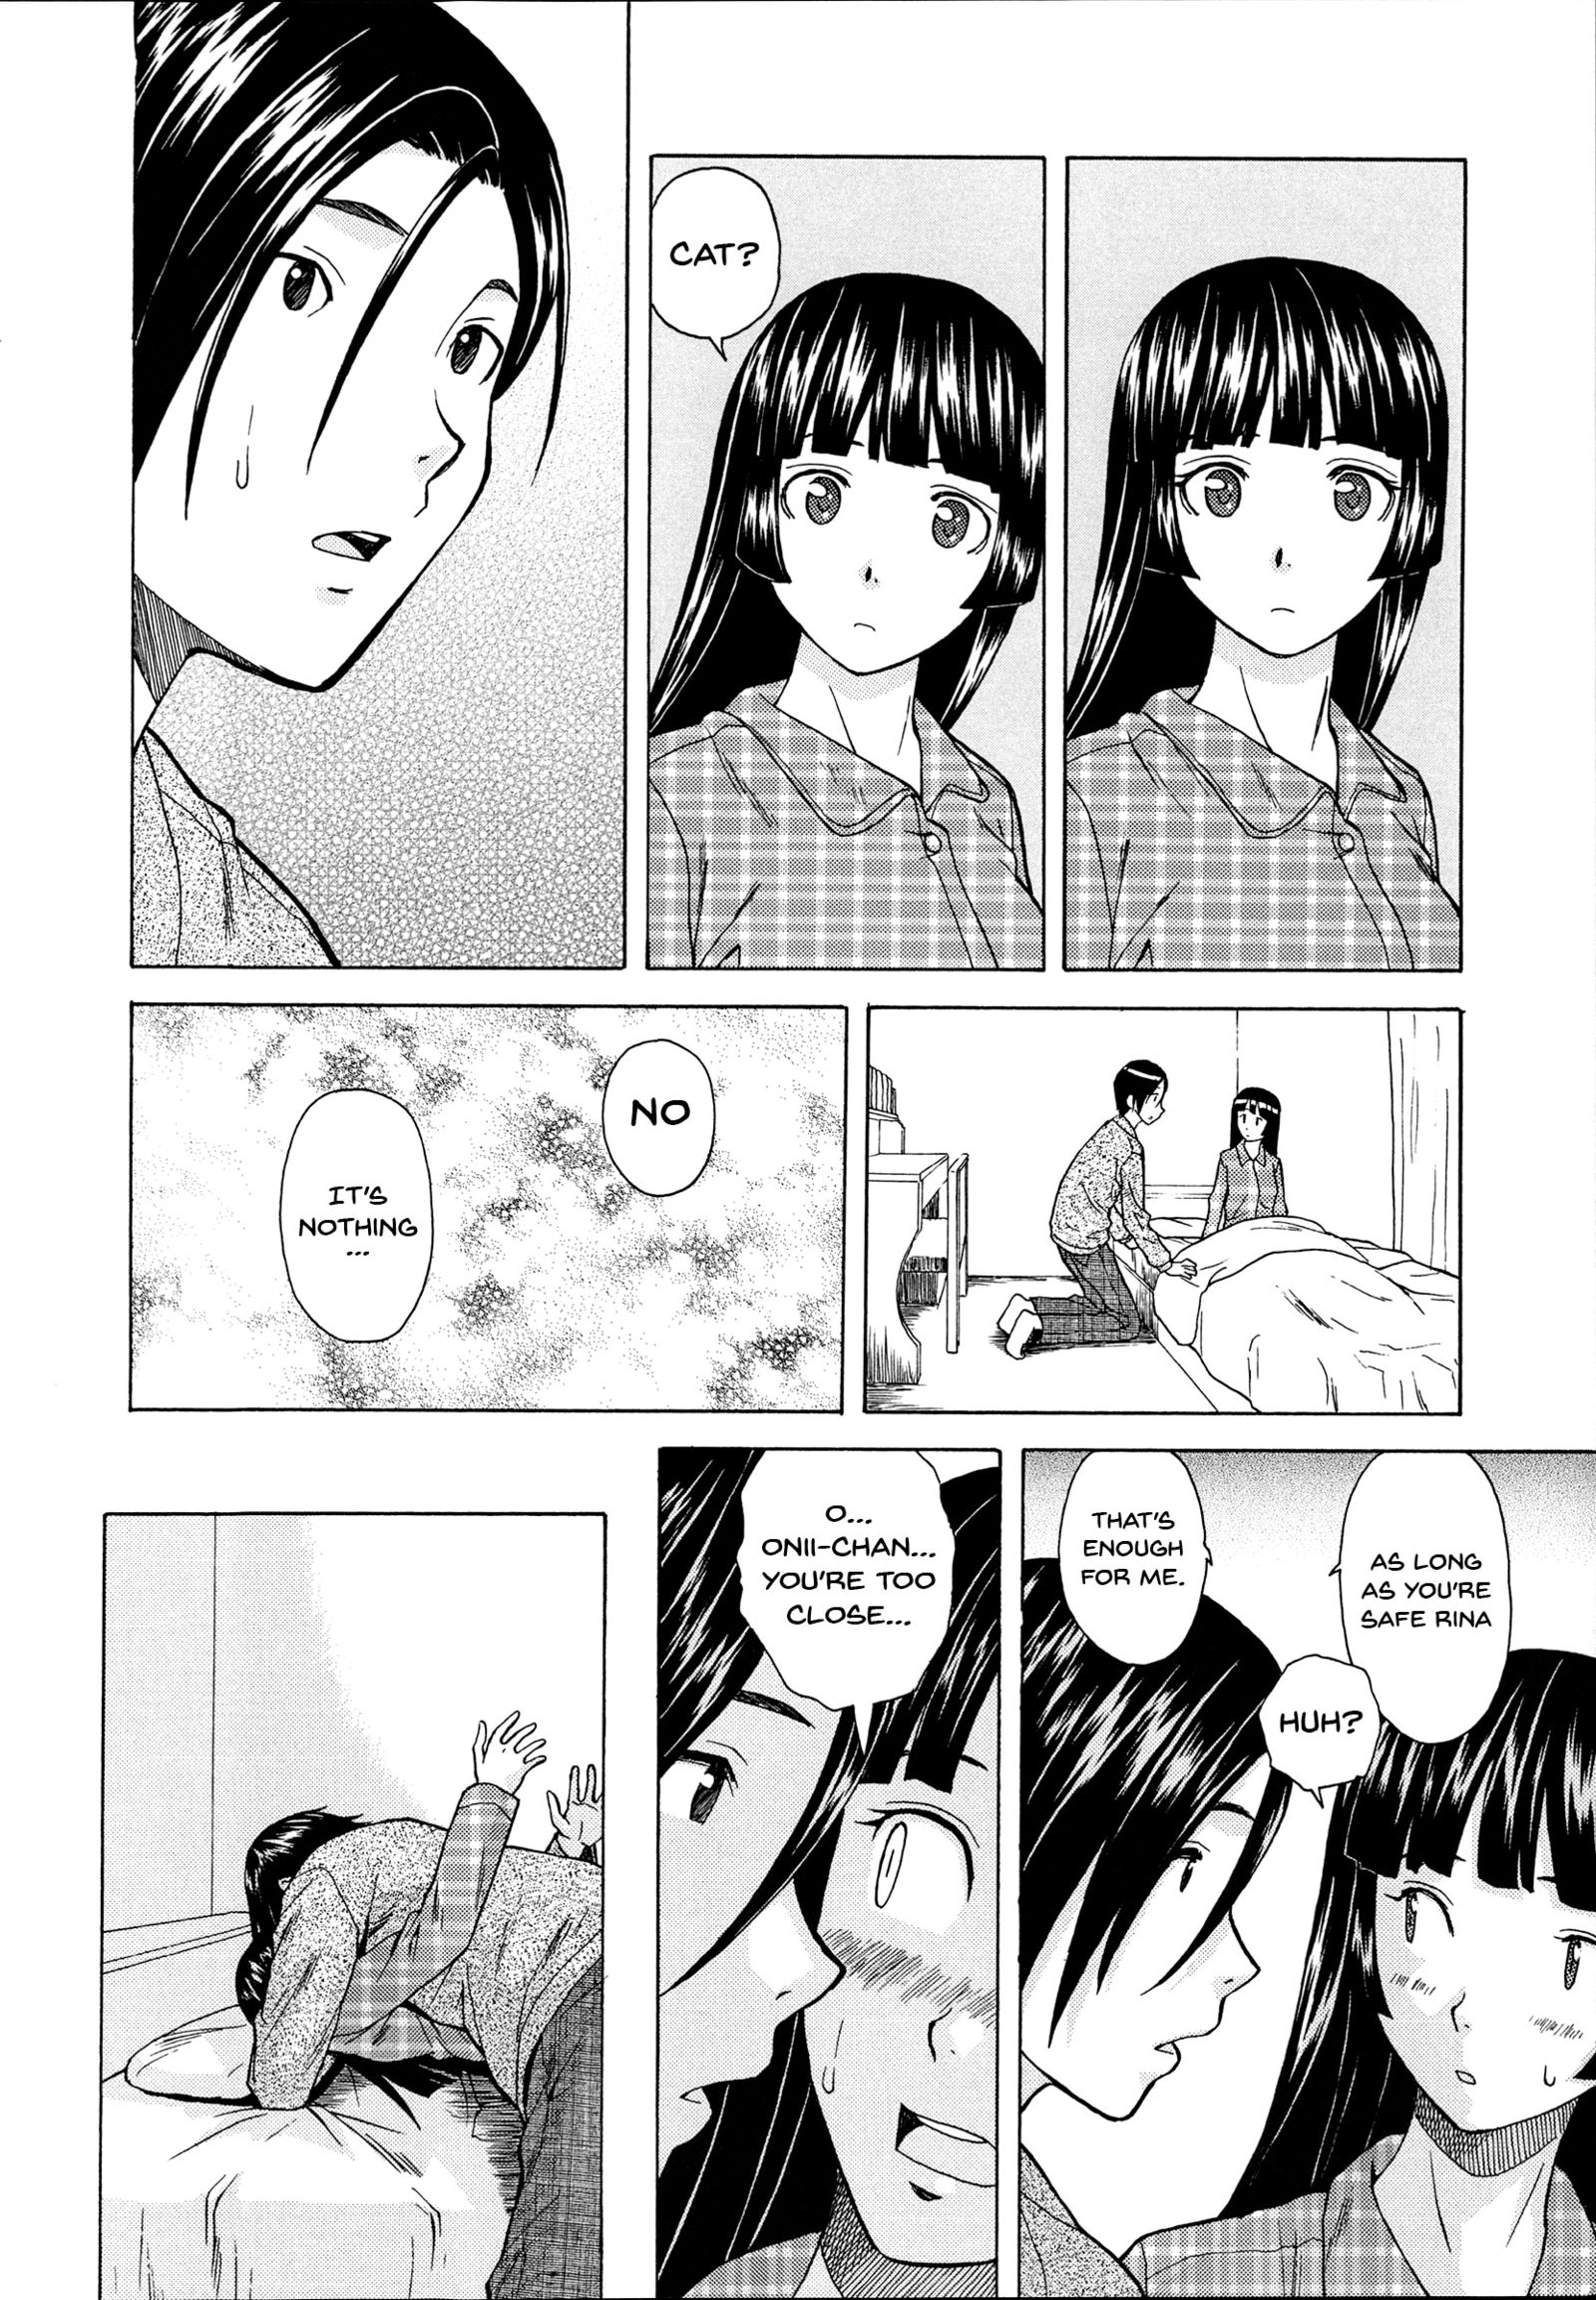 CAT?
NO
IT'S
NOTHING
...
AS LONG
AS YOU'RE
SAFE RINA
THAT'S
ENOUGH
FOR ME.
HUH?
O...
ONII-CHAN...
YOU'RE TOO
CLOSE...